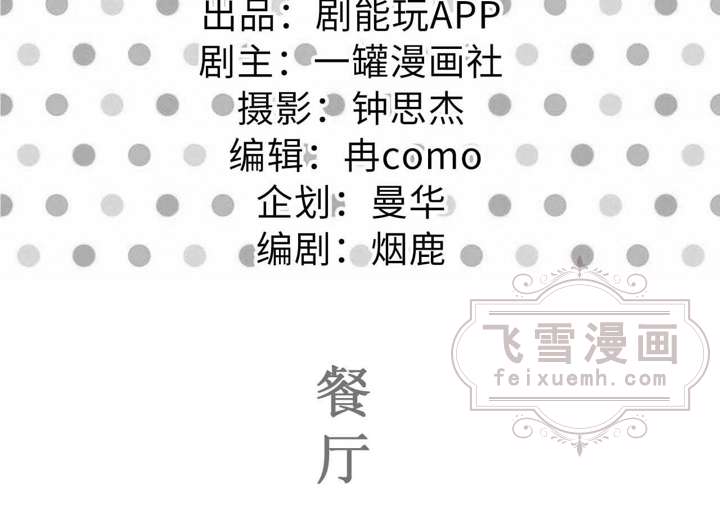 出品：剧能玩APP
剧主：一罐漫画社
摄影：钟思杰
编辑：冉como
企划：曼华
编剧：烟鹿
飞雪漫画
feixuemh.com
餐
厅